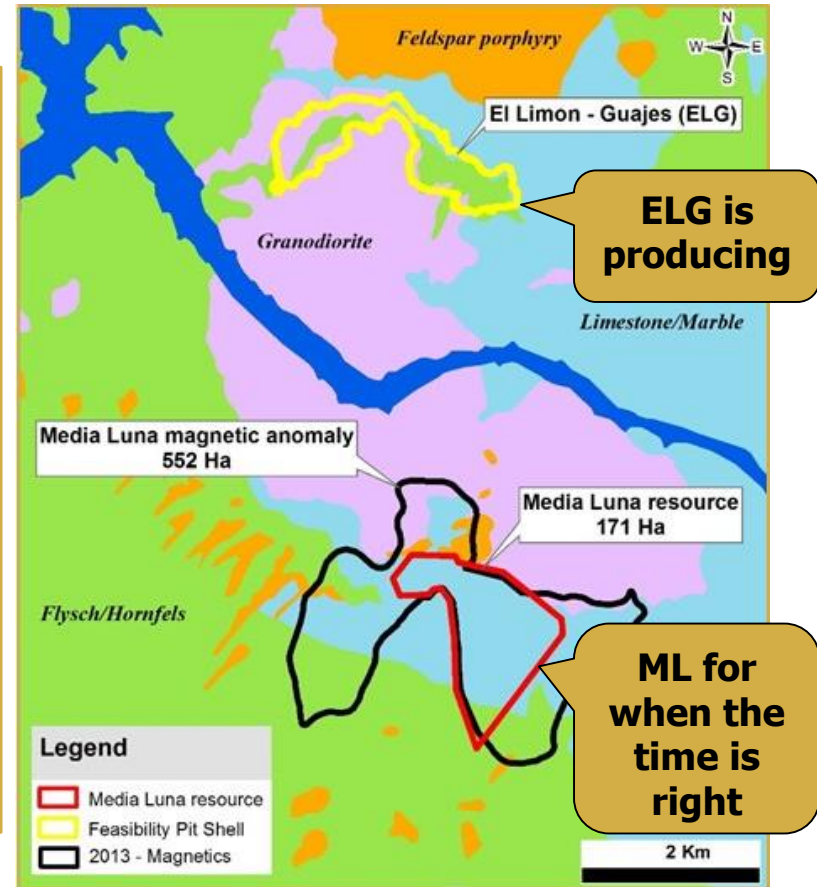 Feldspar porphyry
N
W E
S
El Limon - Guajes (ELG)
ELG is
producing
Granodiorite
Limestone/Marble
Media Luna magnetic anomaly
552 Ha
Media Luna resource
171 Ha
Flysch/Hornfels
ML for
when the
time is
right
Legend
Media Luna resource
Feasibility Pit Shell
2013 - Magnetics
2 Km